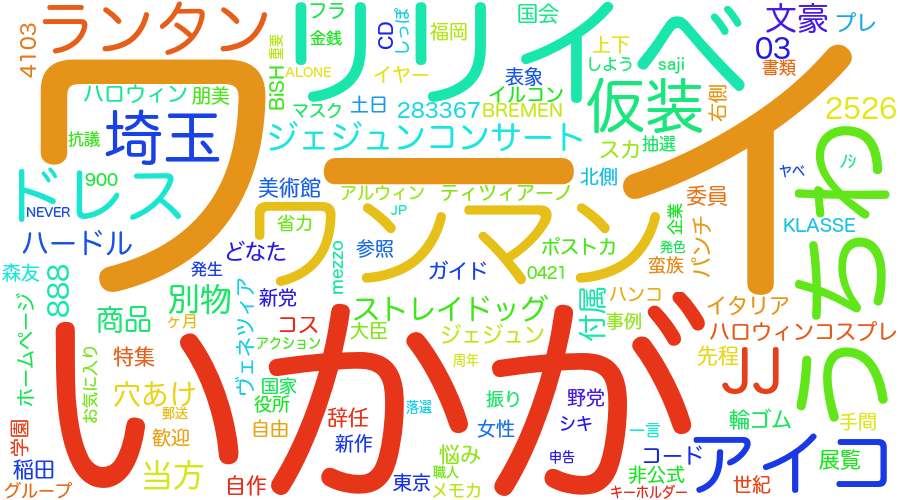 ランタン
4103
リリイベ
フラ
金銭
重要
CD
しっぽ
福岡
国会
文豪
プレ
03
上下
書類
ハロウィン
朋美
BiSH
ALONE
イヤー
表象
しよう
saji
マスク
土日
283367
BREMEN
イルコン
仮装
右側
2526
抗議
埼玉
ワーイ
ジェジュンコンサート
スカ
抽選
ドレス
900
美術館
アルウィン
ティツィアーノ
北側
ヤベ
ノシ
うちわ
NEVER
JP
委員
企業
KLASSE
ハードル
どなた
省力
ワンマン
mezzo
参照
ポストカ
発色
パンチ
森友
888
発生
ガイド
0421
蛮族
ホームページ
別物
ヴェネツィア
新党
ストレイドッグ
付属
ハンコ
イタリア
商品
ケ月
コス
大臣
ジェジュン
事例
ハロウィンコスプレ
アクション
いかがが
お気に入り
特集
周年
先程
JJ
穴あけ
郵送
国家
役所
落選
振り
野党
学園
歓迎
自由
辞任
新作
女性
シキ
一言
輪ゴム
手間
稲田
当方
悩み
職人
申告
コード
アイコ
展覧
グループ
自作
東京
メモカ
非公式
キーホルダー
世紀